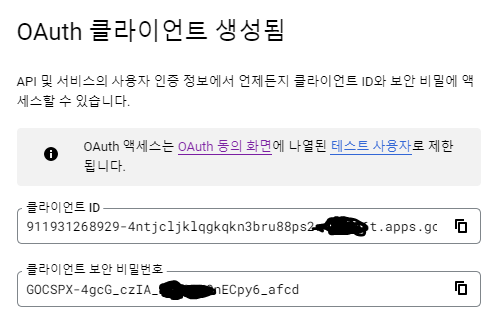 OAuth 클라이언트 생성됨
API 및 서비스의 사용자 인증 정보에서 언제든지 클라이언트 ID와 보안 비밀에 액
세스할 수 있습니다.
OAuth 액세스는 OAuth 동의 화면에 나열된 테스트 사용자로 제한
됩니다.
클라이언트 ID
911931268929-4ntjcljklqgkqkn3bru88ps2 t.apps.gc
클라이언트 보안 비밀번호
GOCSPX-4gcG_czIA_ nECpy6_afcd